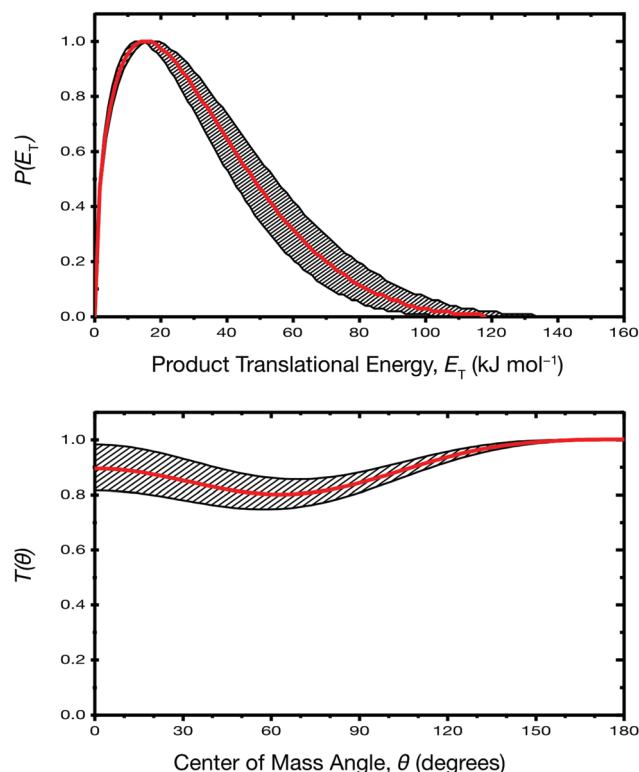 1.0
0.8
0.6
0.4
0.2
0.0
P(E_T)
0 20 40 60 80 100 120 140 160
Product Translational Energy, E_T (kJ mol⁻¹)
1.0
0.8
0.6
0.4
0.2
0.0
T(θ)
0 30 60 90 120 150 180
Center of Mass Angle, θ (degrees)